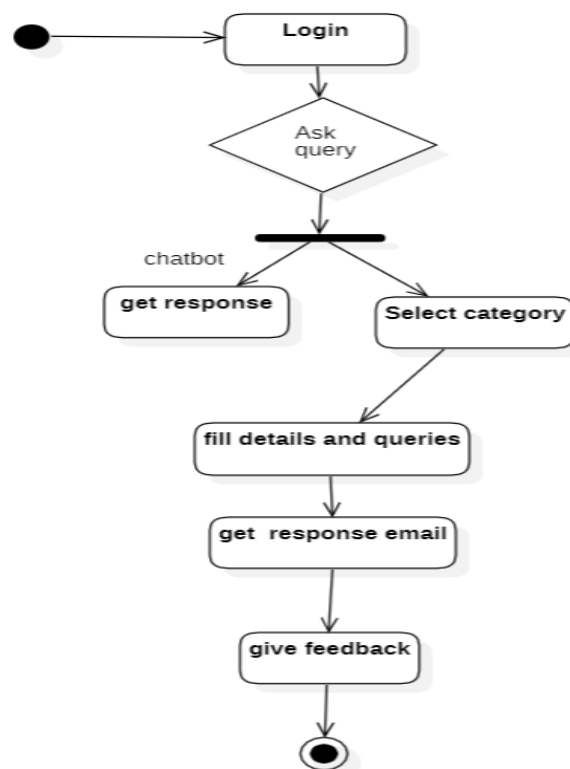 Login
Ask
query
chatbot
get response
Select category
fill details and queries
get  response email
give feedback